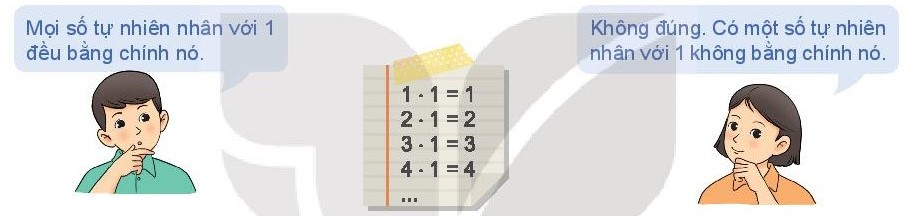 Mọi số tự nhiên nhân với 1
đều bằng chính nó.
Không đúng. Có một số tự nhiên
nhân với 1 không bằng chính nó.
1 · 1 = 1
2 · 1 = 2
3 · 1 = 3
4 · 1 = 4
...